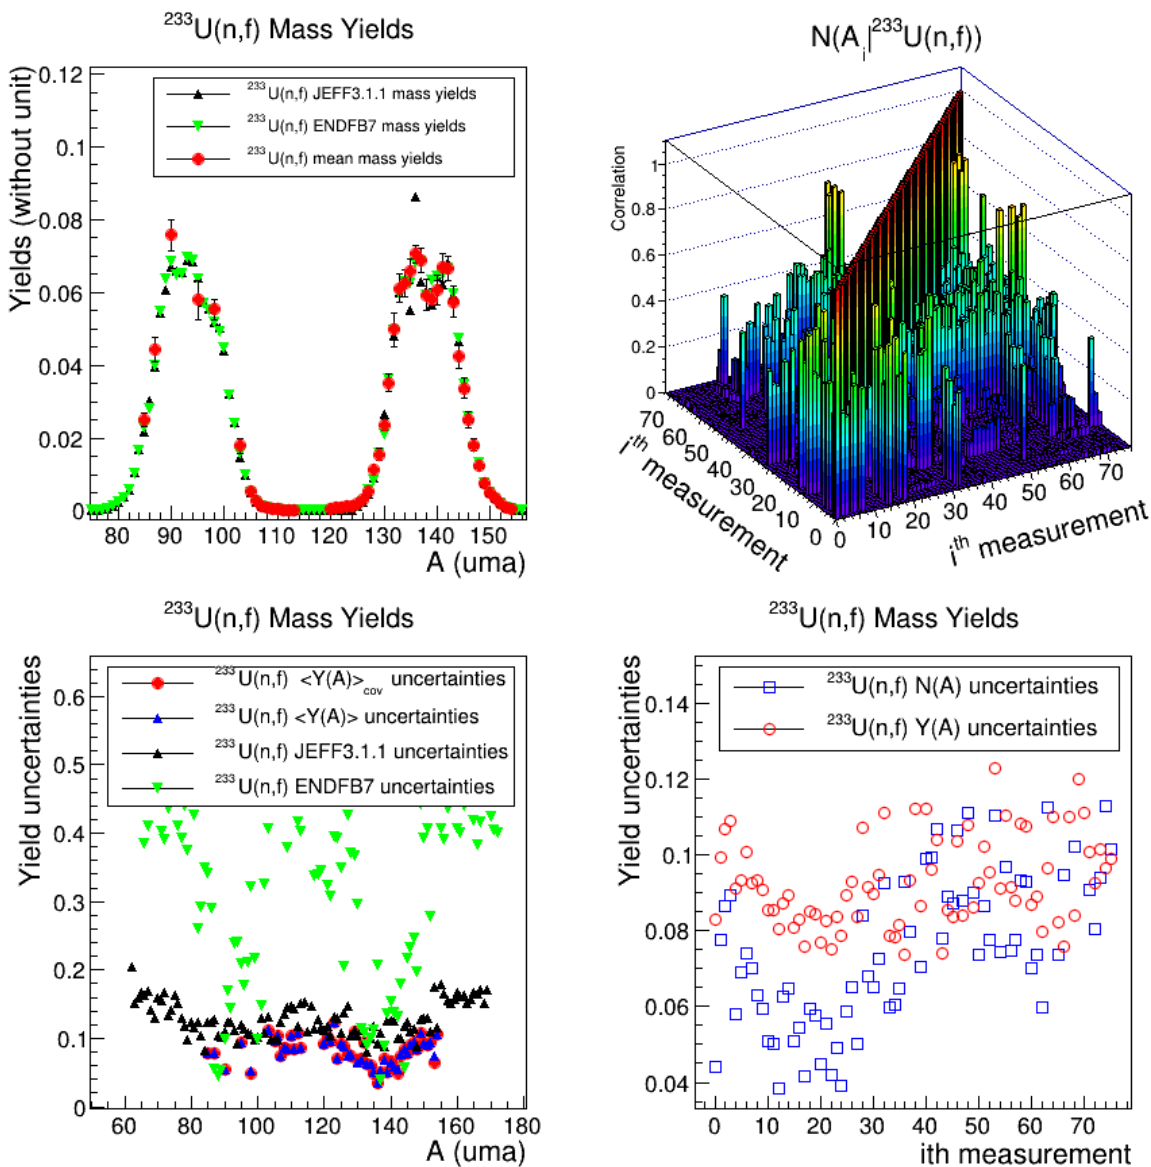 ²³³U(n,f) Mass Yields
Yields (without unit)
0.12
0.1
0.08
0.06
0.04
0.02
0
²³³U(n,f) JEFF3.1.1 mass yields
²³³U(n,f) ENDFB7 mass yields
²³³U(n,f) mean mass yields
80 90 100 110 120 130 140 150
A (uma)
N(Aᵢ|²³³U(n,f))
Correlation
1
0.8
0.6
0.4
0.2
0
70 60 50 40 30 20 10 0
iᵗʰ measurement
0 10 20 30 40 50 60 70
iᵗʰ measurement
²³³U(n,f) Mass Yields
Yield uncertainties
0.6
0.5
0.4
0.3
0.2
0.1
0
²³³U(n,f) <Y(A)>cov uncertainties
²³³U(n,f) <Y(A)> uncertainties
²³³U(n,f) JEFF3.1.1 uncertainties
²³³U(n,f) ENDFB7 uncertainties
60 80 100 120 140 160 180
A (uma)
²³³U(n,f) Mass Yields
Yield uncertainties
0.14
0.12
0.1
0.08
0.06
0.04
²³³U(n,f) N(A) uncertainties
²³³U(n,f) Y(A) uncertainties
0 10 20 30 40 50 60 70
ith measurement